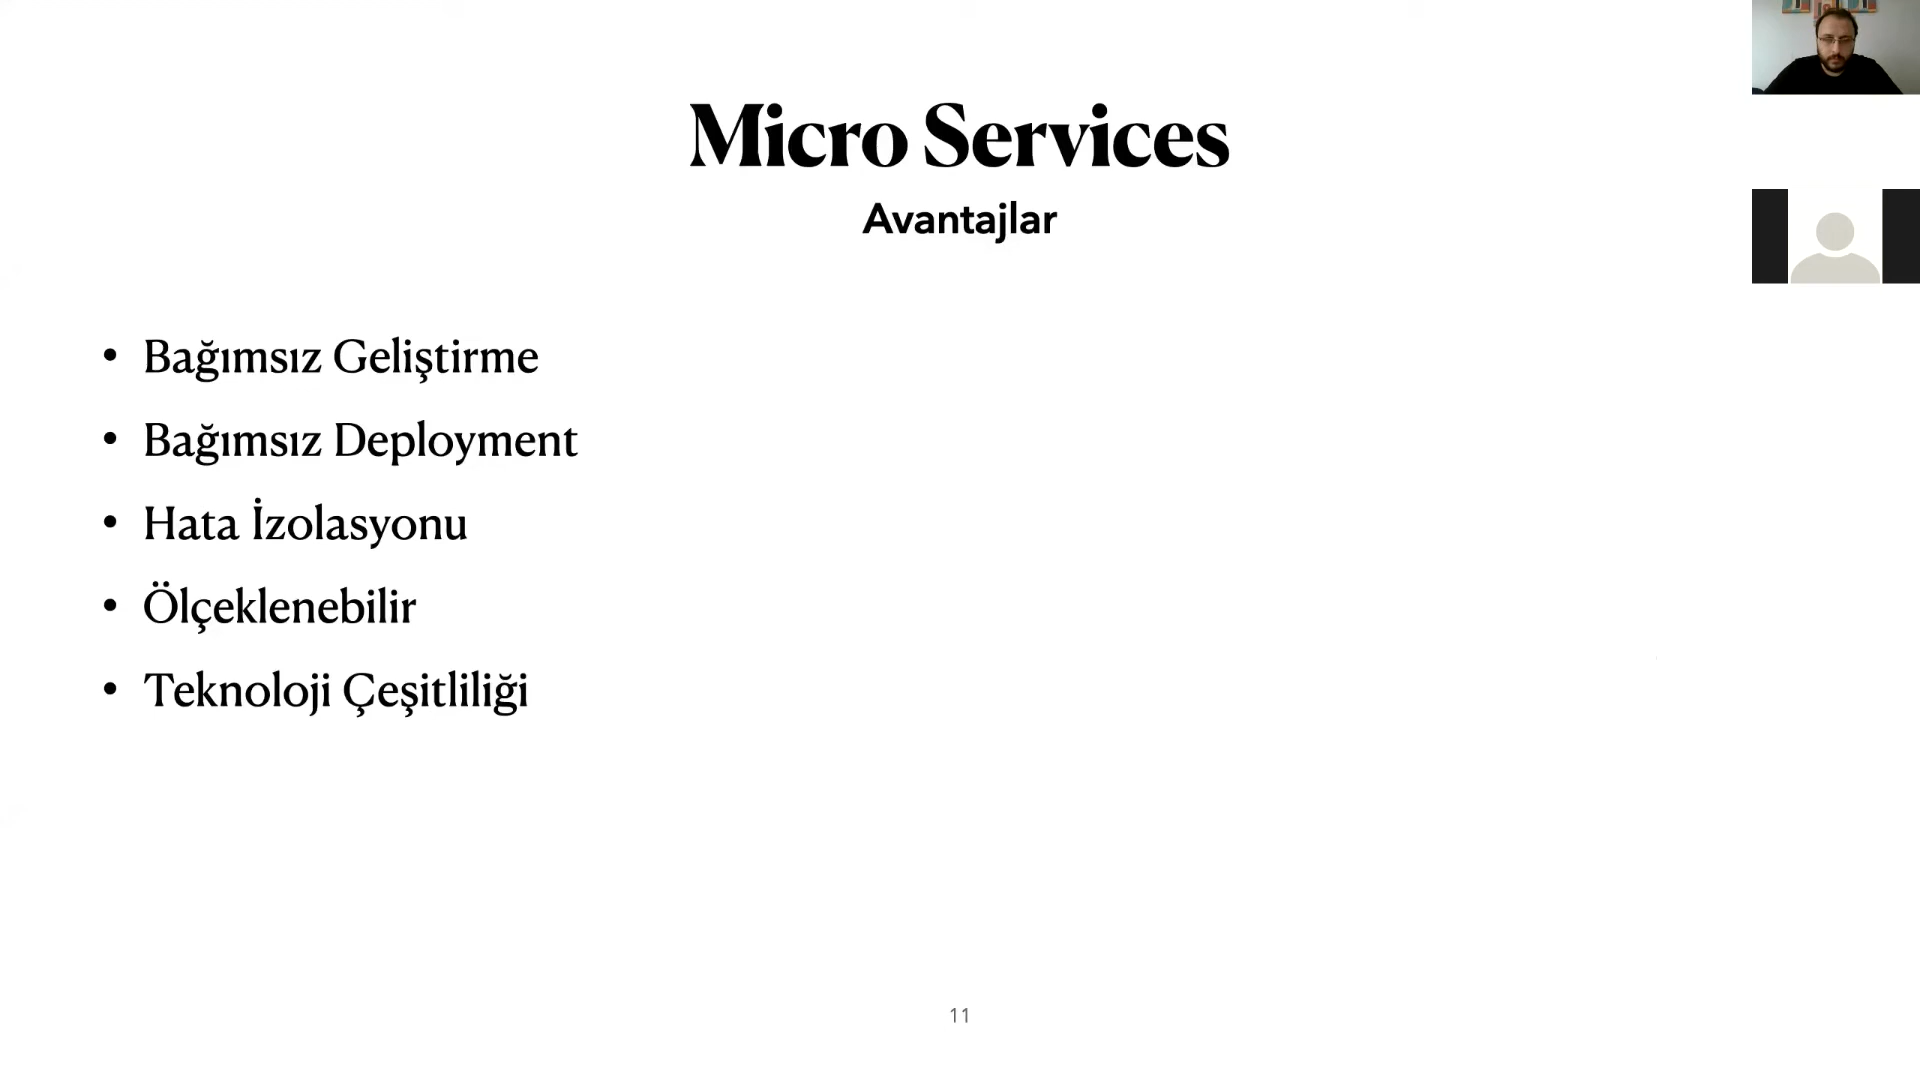 Micro Services
Avantajlar
• Bağımsız Geliştirme
• Bağımsız Deployment
• Hata İzolasyonu
• Ölçeklenebilir
• Teknoloji Çeşitliliği
11